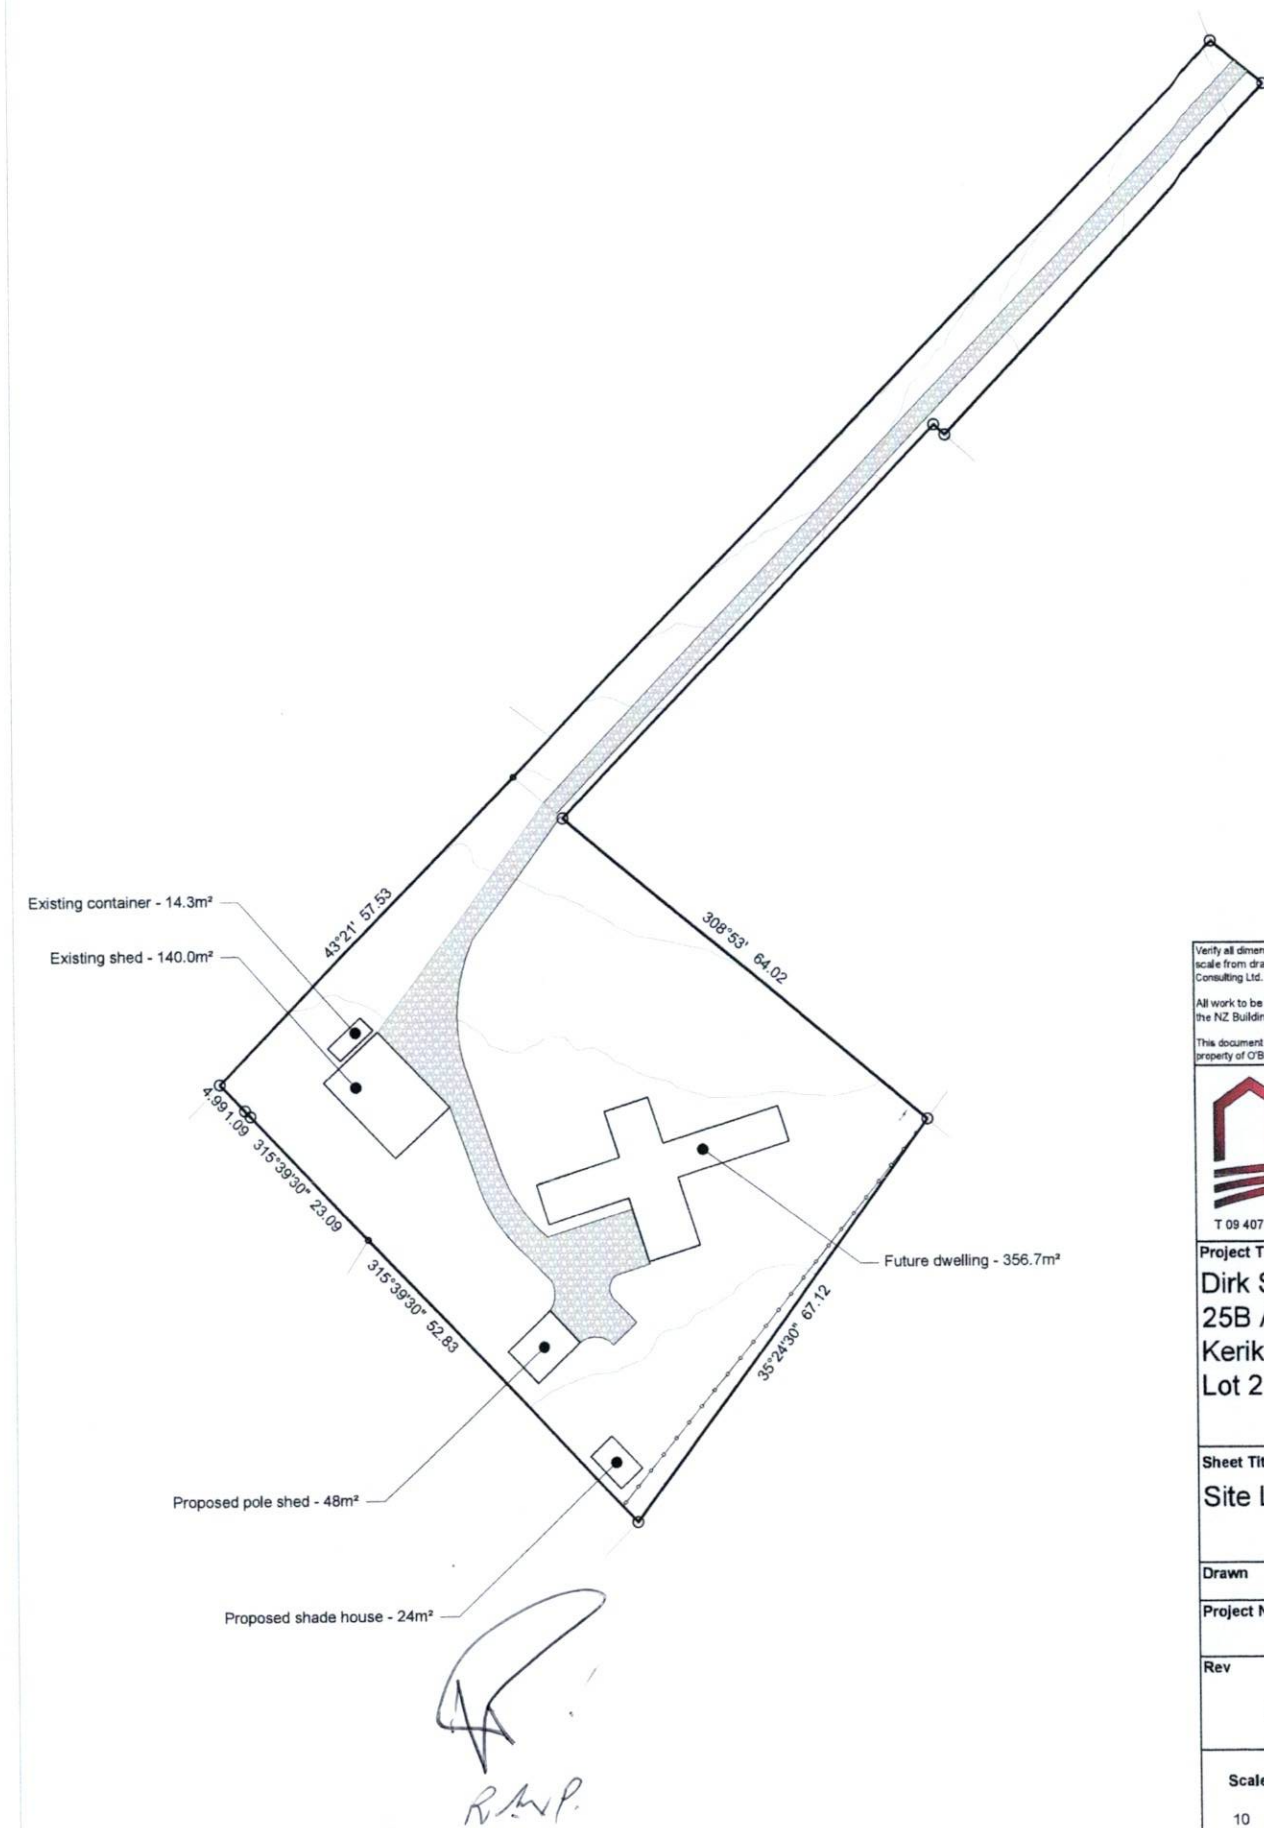 Existing container - 14.3m²
Existing shed - 140.0m²
43°21' 57.53
308°53' 64.02
4.99
1.09
315°39'30" 23.09
315°39'30" 52.83
Future dwelling - 356.7m²
35°24'30" 67.12
Proposed pole shed - 48m²
Proposed shade house - 24m²
Verify all dimen
scale from dra
Consulting Ltd.
All work to be
the NZ Buildin
This document
property of O'B
T 09 407
Project T
Dirk S
25B A
Kerik
Lot 2
Sheet Tit
Site L
Drawn
Project N
Rev
Scale
10